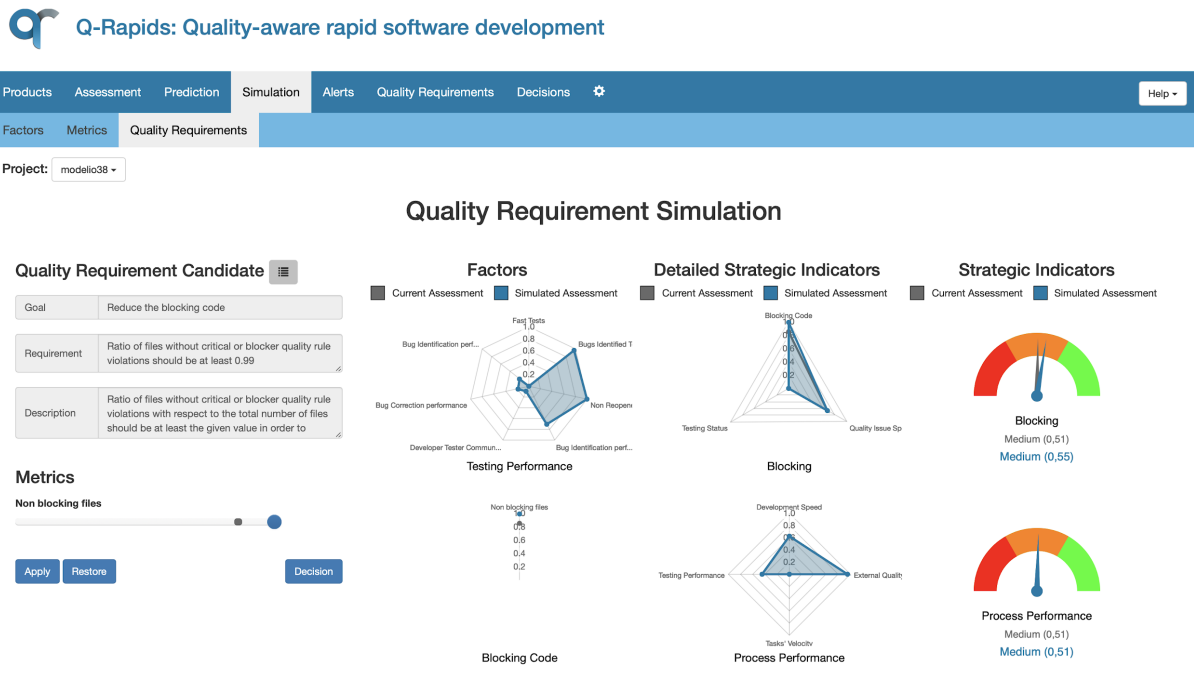 qr
Q-Rapids: Quality-aware rapid software development
Products Assessment Prediction Simulation Alerts Quality Requirements Decisions
Help
Factors Metrics Quality Requirements
Project: modelio38
Quality Requirement Simulation
Quality Requirement Candidate
Goal Reduce the blocking code
Requirement
Ratio of files without critical or blocker quality rule
violations should be at least 0.99
Description
Ratio of files without critical or blocker quality rule
violations with respect to the total number of files
should be at least the given value in order to
Metrics
Non blocking files
Apply Restore Decision
Factors
Current Assessment Simulated Assessment
Fast Tests
1,0
0.8
0.6
0.4
0.2
Bug Identification perf...
Bugs Identified T
Bug Correction performance
Non Reopene
Developer Tester Commun...
Bug Identification perf...
Testing Performance
Non blocking files
1,0
0.8
0.6
0.4
0.2
Blocking Code
Detailed Strategic Indicators
Current Assessment Simulated Assessment
Blocking Code
1.0
0.8
0.6
0.4
0.2
Testing Status
Quality Issue Sp
Blocking
Development Speed
1.0
0.8
0.6
0.4
0.2
Testing Performance
External Quality
Tasks' Velocity
Process Performance
Strategic Indicators
Current Assessment Simulated Assessment
Blocking
Medium (0,51)
Medium (0,55)
Process Performance
Medium (0,51)
Medium (0,51)